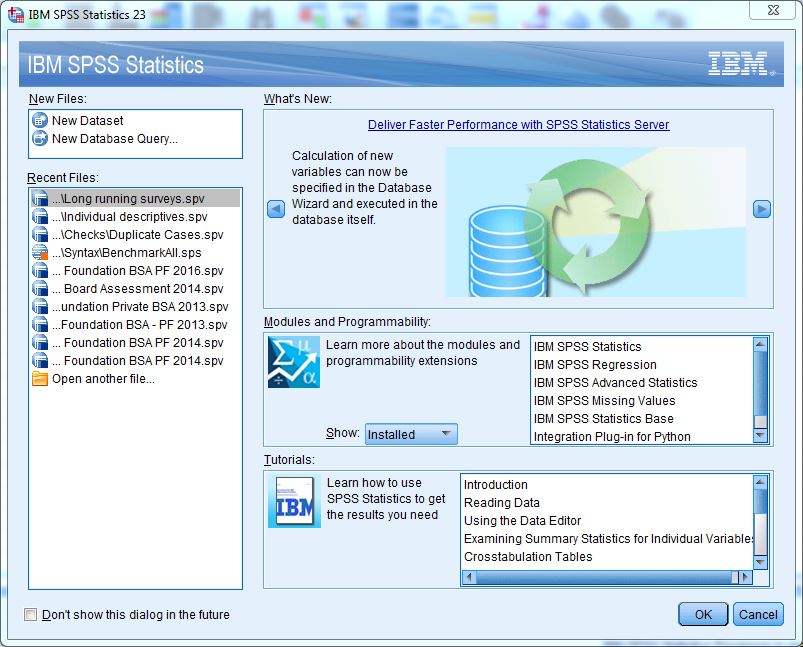 IBM SPSS Statistics 23
IBM SPSS Statistics
IBM
New Files:
New Dataset
New Database Query...
Recent Files:
...\Long running surveys.spv
...\Individual descriptives.spv
...\Checks\Duplicate Cases.spv
...\Syntax\BenchmarkAll.sps
... Foundation BSA PF 2016.spv
... Board Assessment 2014.spv
...undation Private BSA 2013.spv
...Foundation BSA - PF 2013.spv
... Foundation BSA PF 2014.spv
... Foundation BSA PF 2014.spv
Open another file...
What's New:
Deliver Faster Performance with SPSS Statistics Server
Calculation of new
variables can now be
specified in the Database
Wizard and executed in the
database itself.
Modules and Programmability:
Σ μ
÷ α
Learn more about the modules and
programmability extensions
Show: Installed
IBM SPSS Statistics
IBM SPSS Regression
IBM SPSS Advanced Statistics
IBM SPSS Missing Values
IBM SPSS Statistics Base
Integration Plug-in for Python
Tutorials:
IBM
Learn how to use
SPSS Statistics to get
the results you need
Introduction
Reading Data
Using the Data Editor
Examining Summary Statistics for Individual Variables
Crosstabulation Tables
Don't show this dialog in the future
OK
Cancel